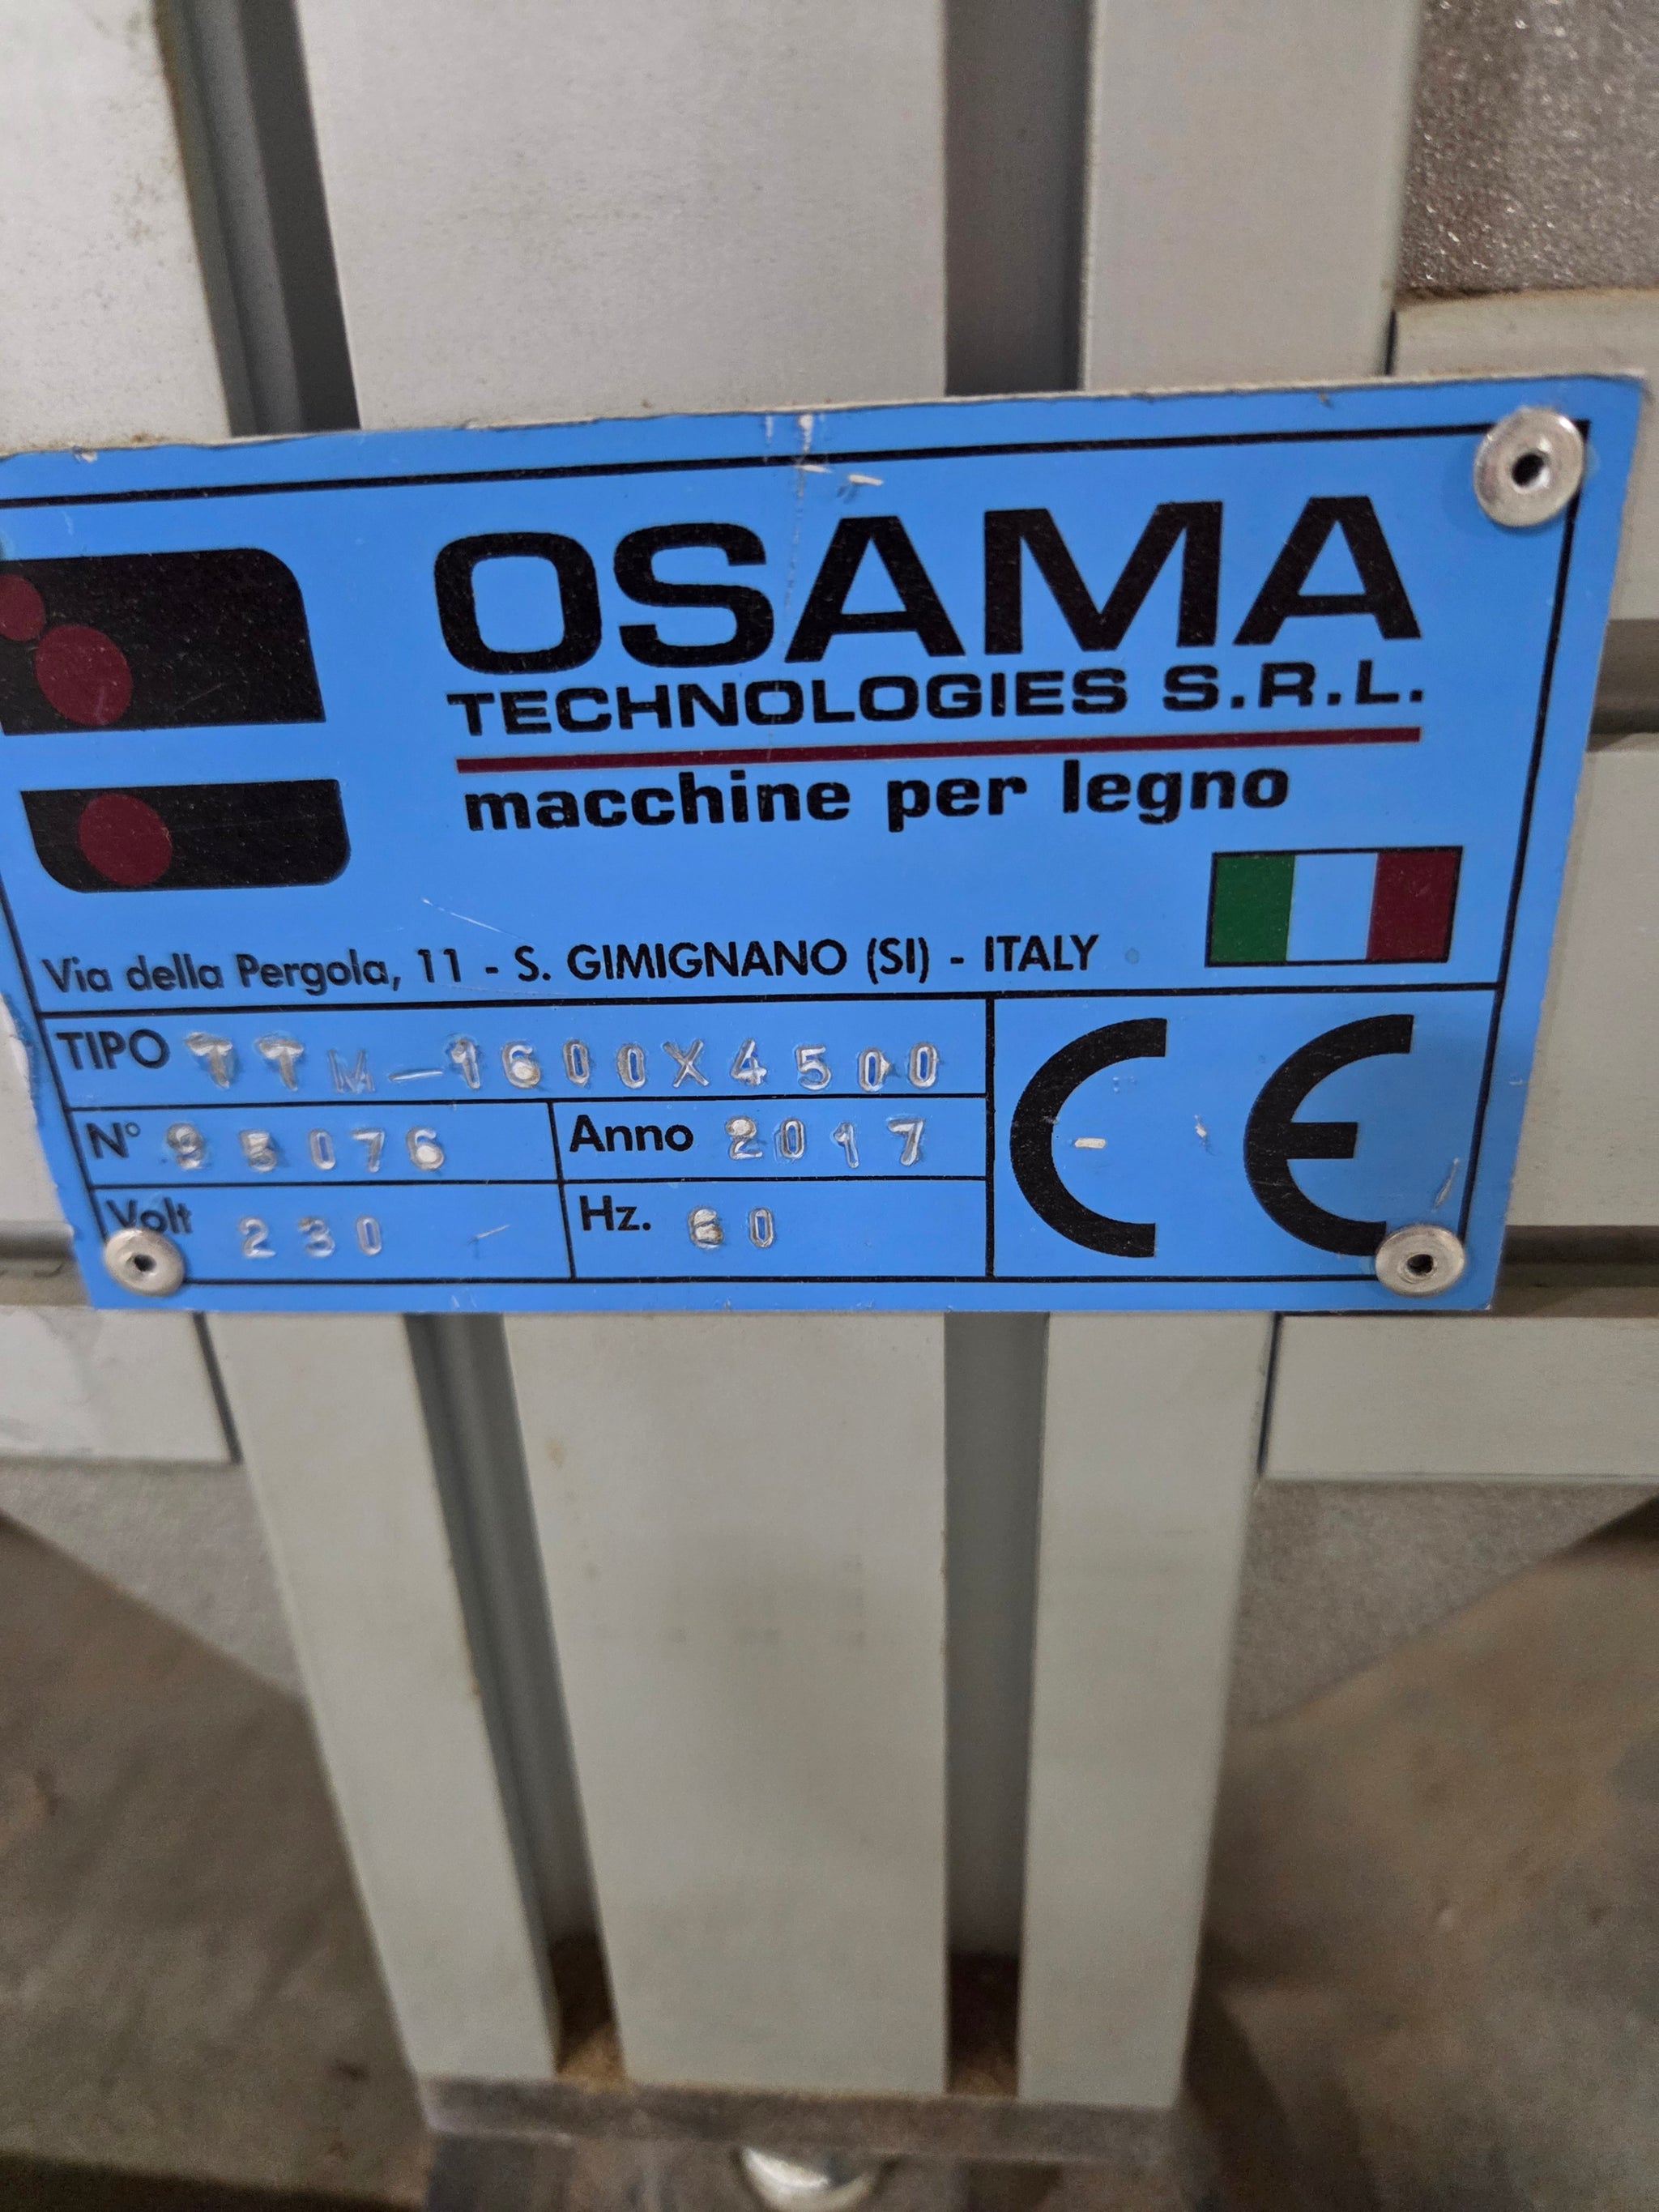 OSAMA
TECHNOLOGIES S.R.L.
macchine per legno
Via della Pergola, 11 - S. GIMIGNANO (SI) - ITALY
TIPO TTM-1600X4500
N° 95076 Anno 2017
Volt 230 Hz. 60
CE